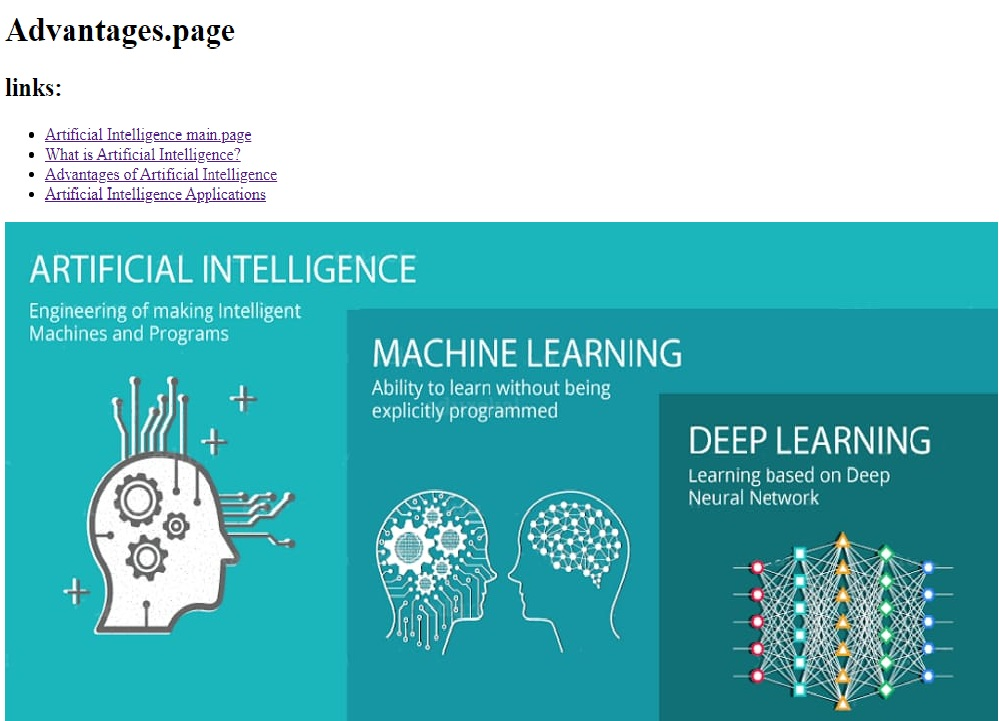 Advantages.page
links:
Artificial Intelligence main.page
What is Artificial Intelligence?
Advantages of Artificial Intelligence
Artificial Intelligence Applications
ARTIFICIAL INTELLIGENCE
Engineering of making Intelligent
Machines and Programs
MACHINE LEARNING
Ability to learn without being
explicitly programmed
DEEP LEARNING
Learning based on Deep
Neural Network